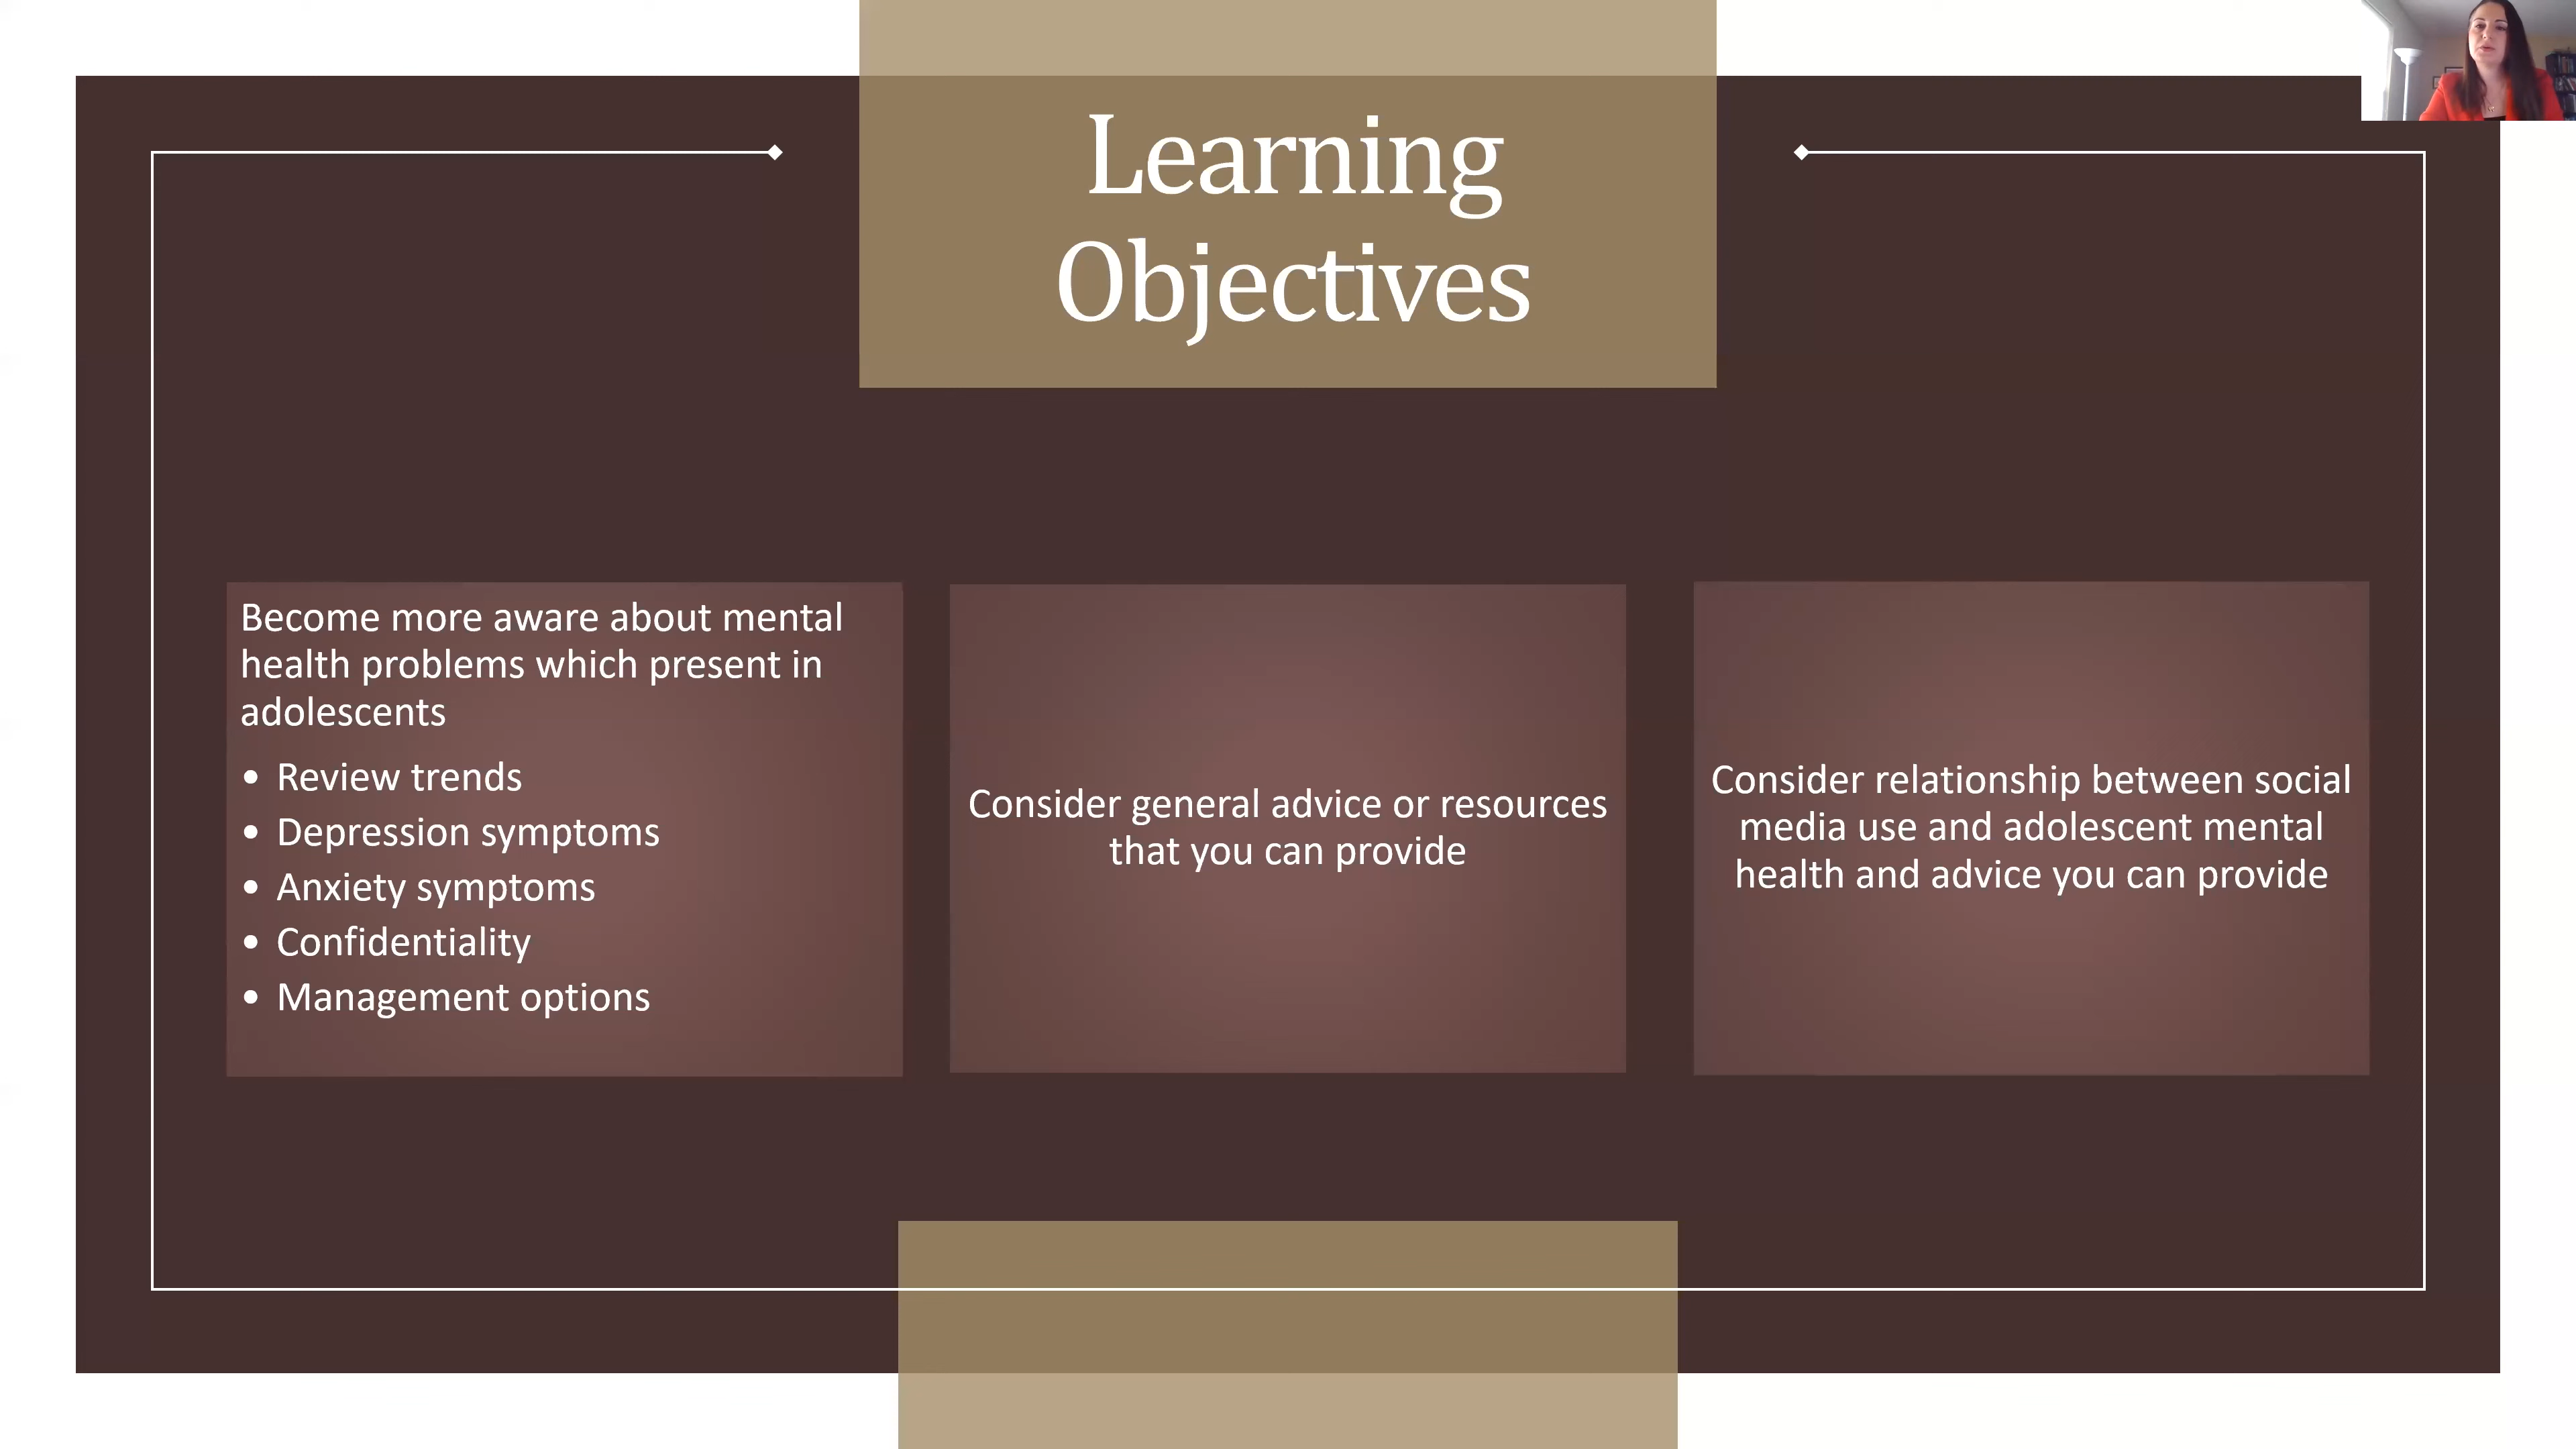 Learning
Objectives
Become more aware about mental
health problems which present in
adolescents
• Review trends
• Depression symptoms
• Anxiety symptoms
• Confidentiality
• Management options
Consider general advice or resources
that you can provide
Consider relationship between social
media use and adolescent mental
health and advice you can provide